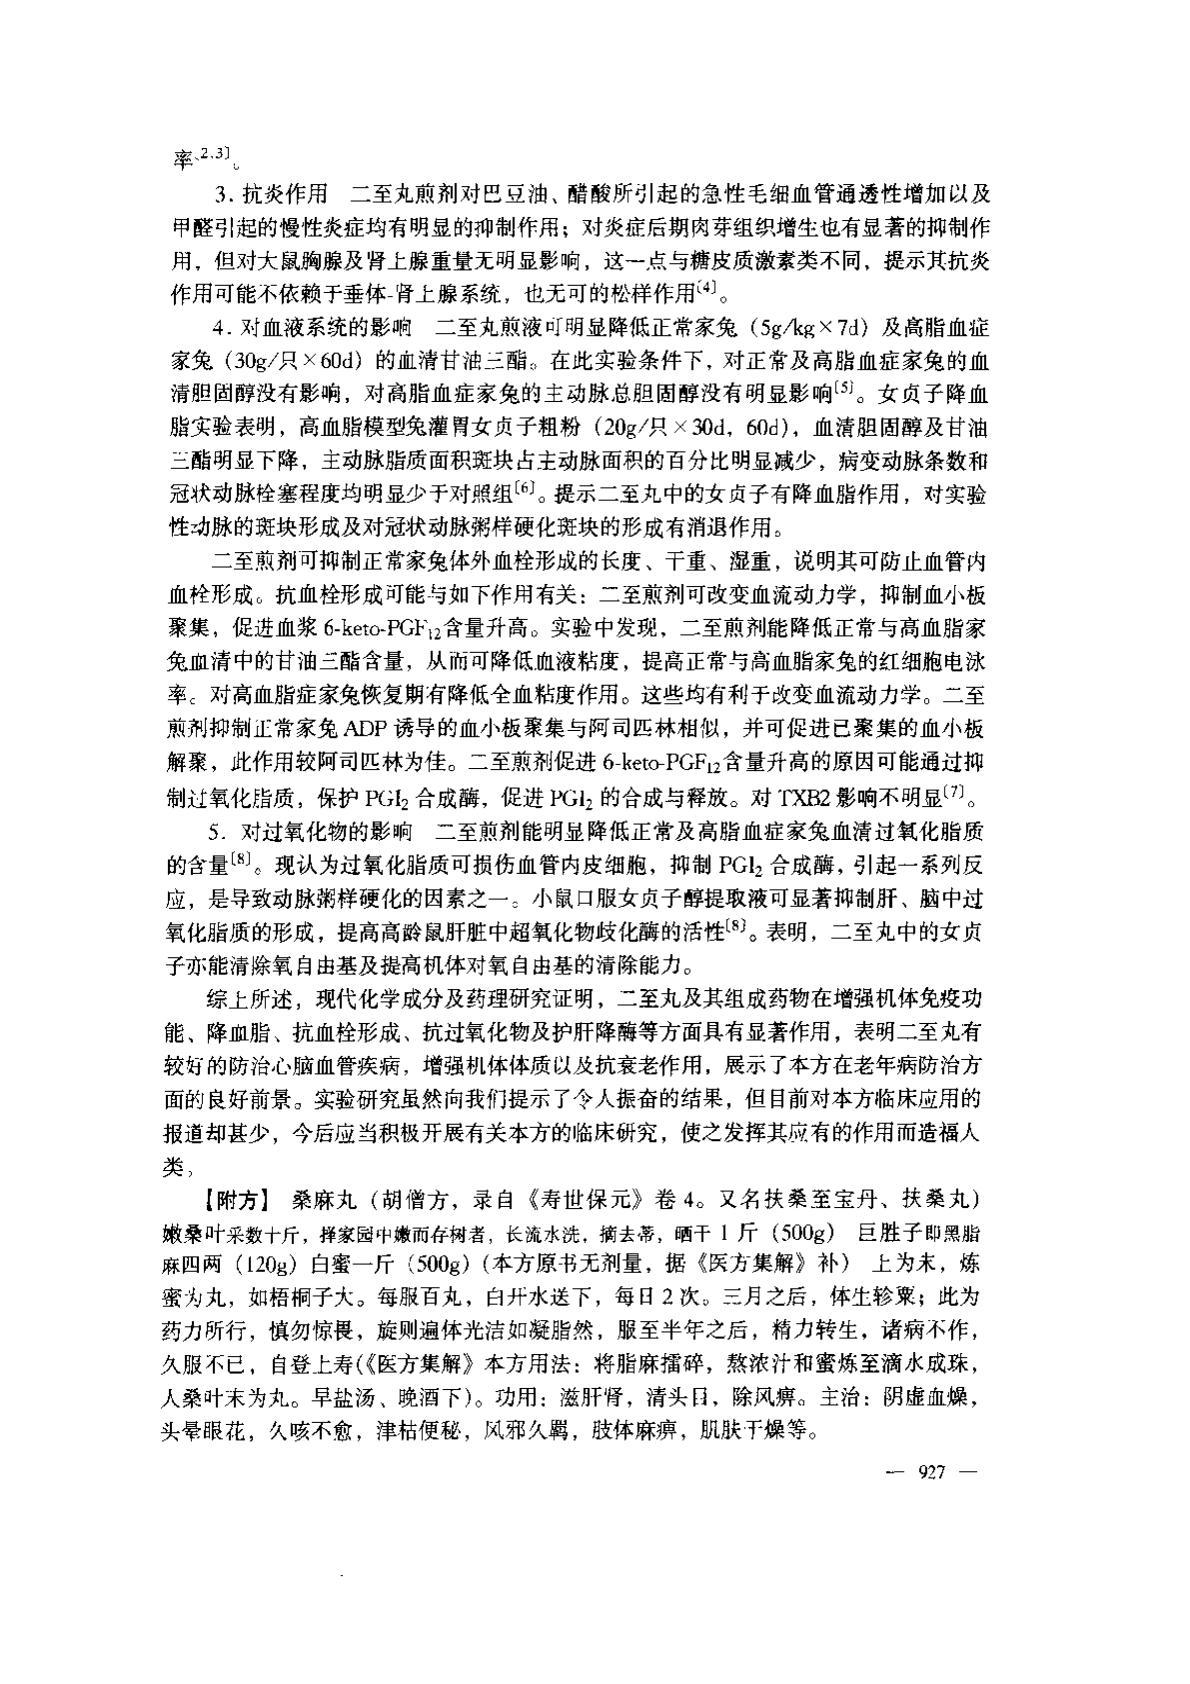 率〔2.3〕。
3. 抗炎作用　二至丸煎剂对巴豆油、醋酸所引起的急性毛细血管通透性增加以及
甲醛引起的慢性炎症均有明显的抑制作用；对炎症后期肉芽组织增生也有显著的抑制作
用，但对大鼠胸腺及肾上腺重量无明显影响，这一点与糖皮质激素类不同，提示其抗炎
作用可能不依赖于垂体-肾上腺系统，也无可的松样作用〔4〕。
4. 对血液系统的影响　二至丸煎液可明显降低正常家兔（5g/kg×7d）及高脂血症
家兔（30g/只×60d）的血清甘油三酯。在此实验条件下，对正常及高脂血症家兔的血
清胆固醇没有影响，对高脂血症家兔的主动脉总胆固醇没有明显影响〔5〕。女贞子降血
脂实验表明，高血脂模型兔灌胃女贞子粗粉（20g/只×30d，60d），血清胆固醇及甘油
三酯明显下降，主动脉脂质面积斑块占主动脉面积的百分比明显减少，病变动脉条数和
冠状动脉栓塞程度均明显少于对照组〔6〕。提示二至丸中的女贞子有降血脂作用，对实验
性动脉的斑块形成及对冠状动脉粥样硬化斑块的形成有消退作用。
二至煎剂可抑制正常家兔体外血栓形成的长度、干重、湿重，说明其可防止血管内
血栓形成。抗血栓形成可能与如下作用有关：二至煎剂可改变血流动力学，抑制血小板
聚集，促进血浆 6-keto-PGF12含量升高。实验中发现，二至煎剂能降低正常与高血脂家
兔血清中的甘油三酯含量，从而可降低血液粘度，提高正常与高血脂家兔的红细胞电泳
率。对高血脂症家兔恢复期有降低全血粘度作用。这些均有利于改变血流动力学。二至
煎剂抑制正常家兔 ADP 诱导的血小板聚集与阿司匹林相似，并可促进已聚集的血小板
解聚，此作用较阿司匹林为佳。二至煎剂促进 6-keto-PGF12含量升高的原因可能通过抑
制过氧化脂质，保护 PGI2 合成酶，促进 PGI2 的合成与释放。对 TXB2 影响不明显〔7〕。
5. 对过氧化物的影响　二至煎剂能明显降低正常及高脂血症家兔血清过氧化脂质
的含量〔8〕。现认为过氧化脂质可损伤血管内皮细胞，抑制 PGI2 合成酶，引起一系列反
应，是导致动脉粥样硬化的因素之一。小鼠口服女贞子醇提取液可显著抑制肝、脑中过
氧化脂质的形成，提高高龄鼠肝脏中超氧化物歧化酶的活性〔8〕。表明，二至丸中的女贞
子亦能清除氧自由基及提高机体对氧自由基的清除能力。
综上所述，现代化学成分及药理研究证明，二至丸及其组成药物在增强机体免疫功
能、降血脂、抗血栓形成、抗过氧化物及护肝降酶等方面具有显著作用，表明二至丸有
较好的防治心脑血管疾病，增强机体体质以及抗衰老作用，展示了本方在老年病防治方
面的良好前景。实验研究虽然向我们提示了令人振奋的结果，但目前对本方临床应用的
报道却甚少，今后应当积极开展有关本方的临床研究，使之发挥其应有的作用而造福人
类。
【附方】　桑麻丸（胡僧方，录自《寿世保元》卷 4。又名扶桑至宝丹、扶桑丸）
嫩桑叶采数十斤，择家园中嫩而存树者，长流水洗，摘去蒂，晒干 1 斤（500g）　巨胜子即黑脂
麻四两（120g）白蜜一斤（500g）（本方原书无剂量，据《医方集解》补）　上为末，炼
蜜为丸，如梧桐子大。每服百丸，白开水送下，每日 2 次。三月之后，体生轸粟；此为
药力所行，慎勿惊畏，旋则遍体光洁如凝脂然，服至半年之后，精力转生，诸病不作，
久服不已，自登上寿（《医方集解》本方用法：将脂麻擂碎，熬浓汁和蜜炼至滴水成珠，
人桑叶末为丸。早盐汤、晚酒下）。功用：滋肝肾，清头目，除风痹。主治：阴虚血燥，
头晕眼花，久咳不愈，津枯便秘，风邪久羁，肢体麻痹，肌肤干燥等。
— 927 —